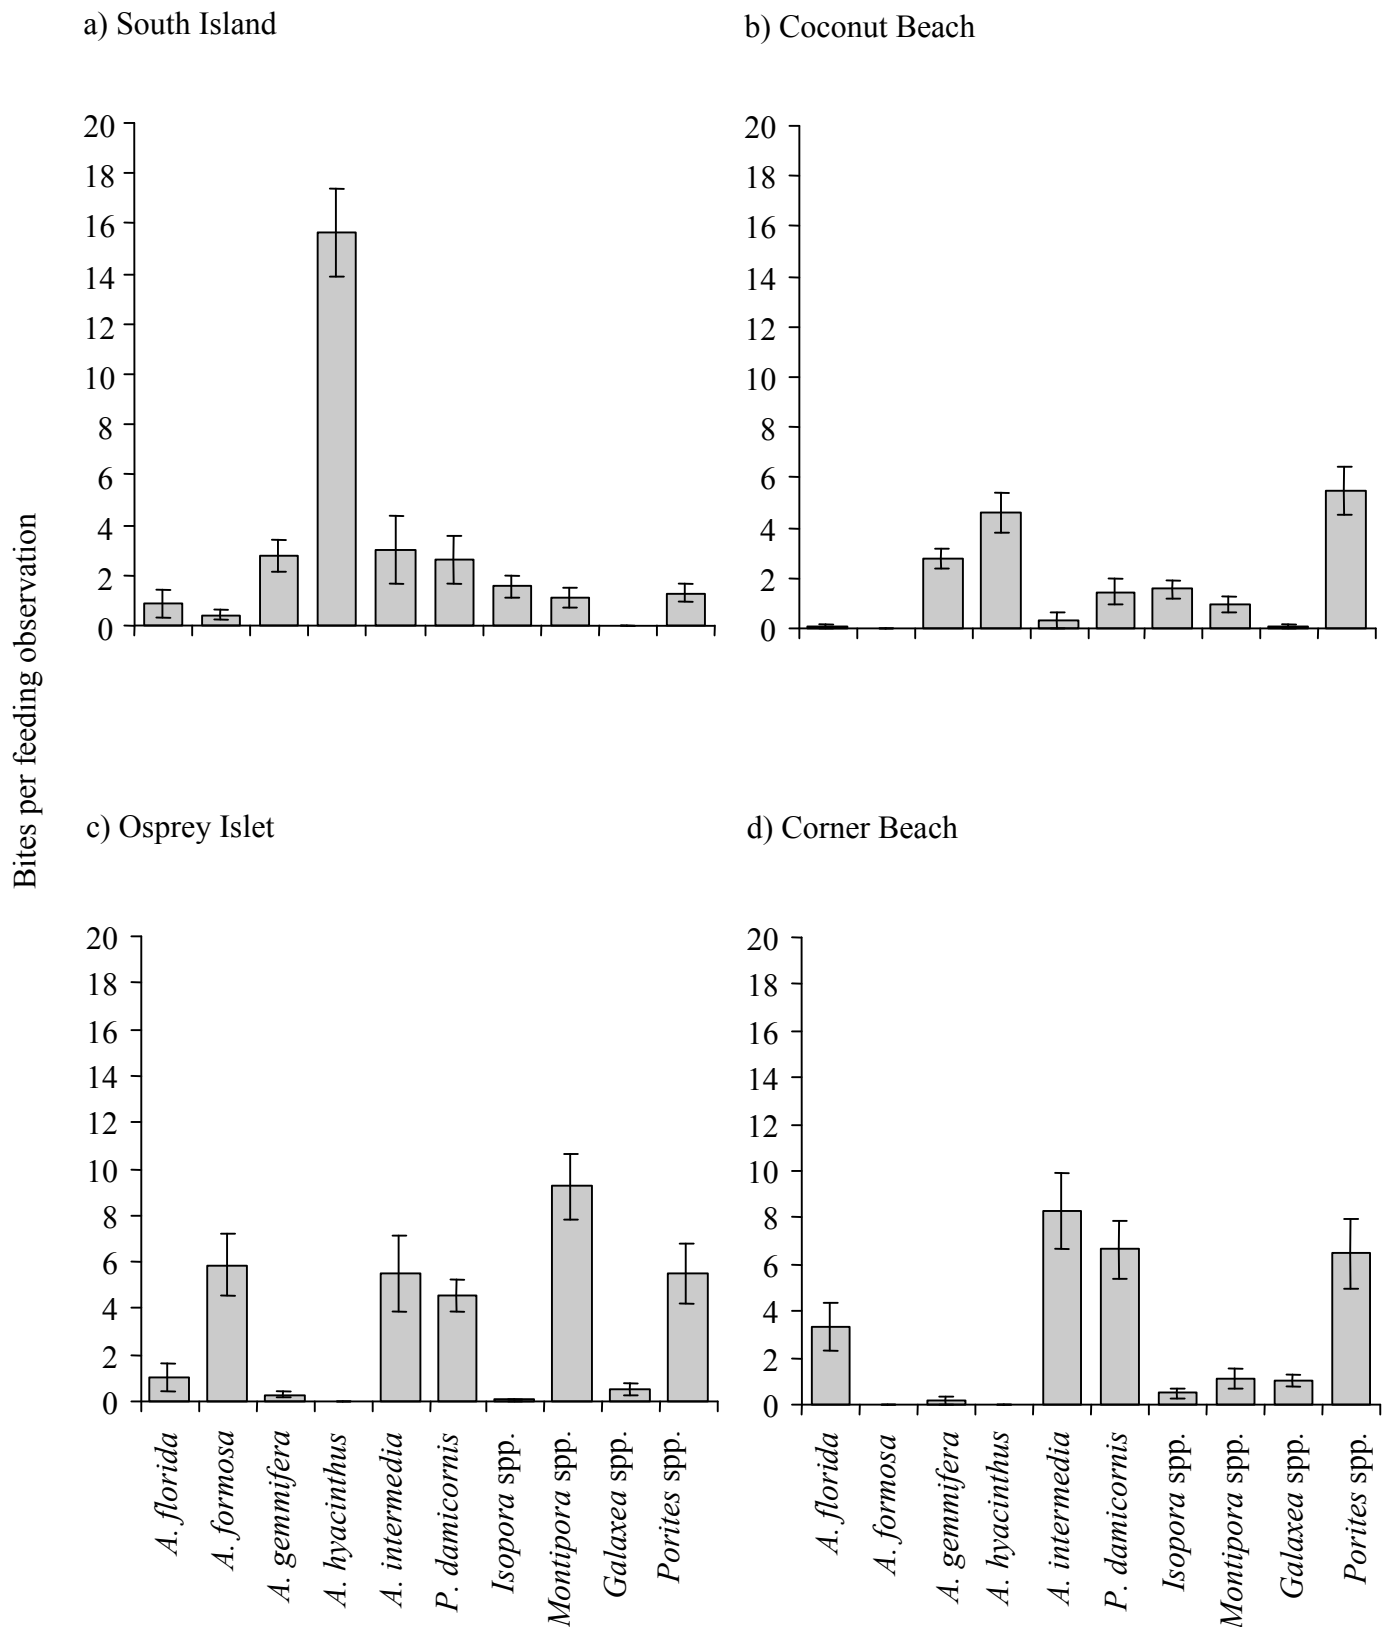 a) South Island
b) Coconut Beach
20
18
16
14
12
10
8
6
4
2
0
20
18
16
14
12
10
8
6
4
2
0
Bites per feeding observation
c) Osprey Islet
d) Corner Beach
20
18
16
14
12
10
8
6
4
2
0
20
18
16
14
12
10
8
6
4
2
0
A. florida
A. formosa
A. gemmifera
A. hyacinthus
A. intermedia
P. damicornis
Isopora spp.
Montipora spp.
Galaxea spp.
Porites spp.
A. florida
A. formosa
A. gemmifera
A. hyacinthus
A. intermedia
P. damicornis
Isopora spp.
Montipora spp.
Galaxea spp.
Porites spp.